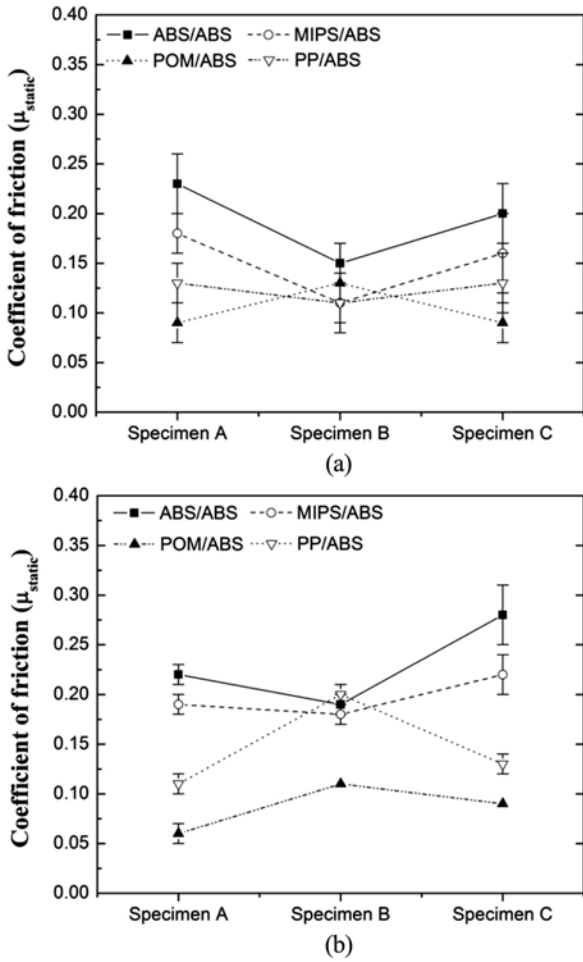 0.40
0.35
0.30
0.25
0.20
0.15
0.10
0.05
0.00
Coefficient of friction (μstatic)
ABS/ABS MIPS/ABS
POM/ABS PP/ABS
Specimen A Specimen B Specimen C
(a)
0.40
0.35
0.30
0.25
0.20
0.15
0.10
0.05
0.00
Coefficient of friction (μstatic)
ABS/ABS MIPS/ABS
POM/ABS PP/ABS
Specimen A Specimen B Specimen C
(b)